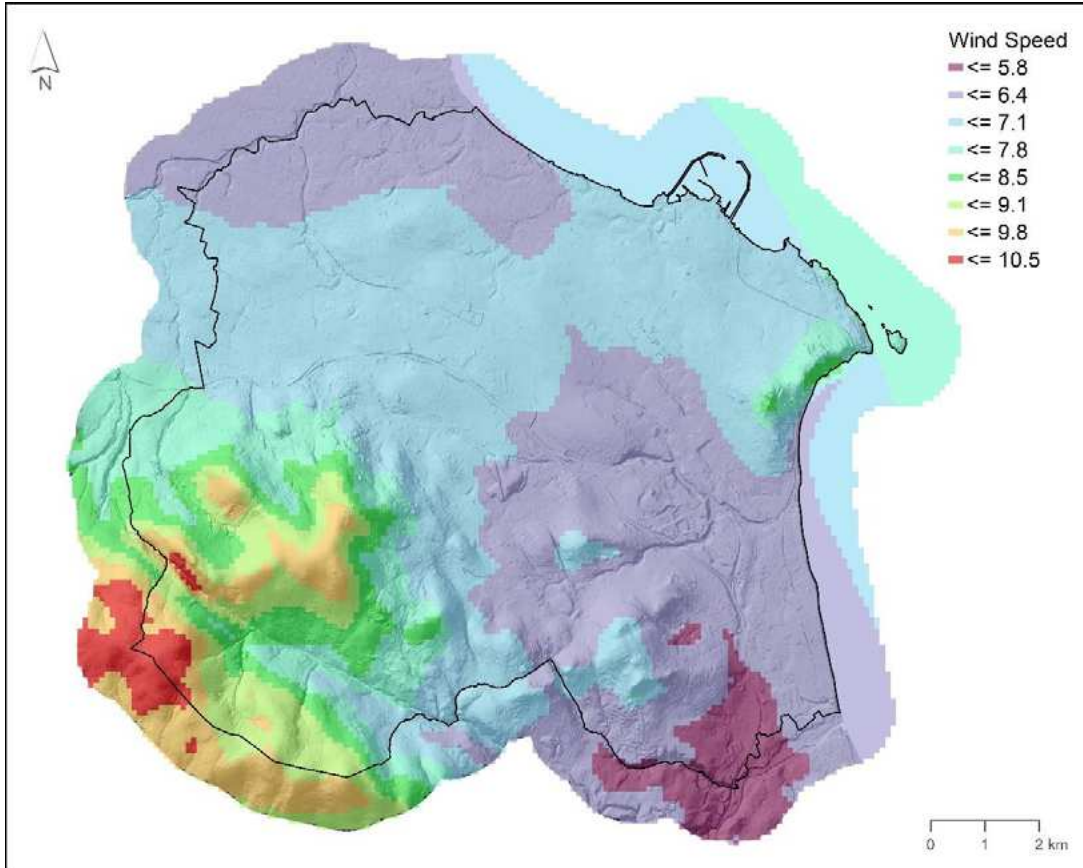 N
Wind Speed
<= 5.8
<= 6.4
<= 7.1
<= 7.8
<= 8.5
<= 9.1
<= 9.8
<= 10.5
0 1 2 km